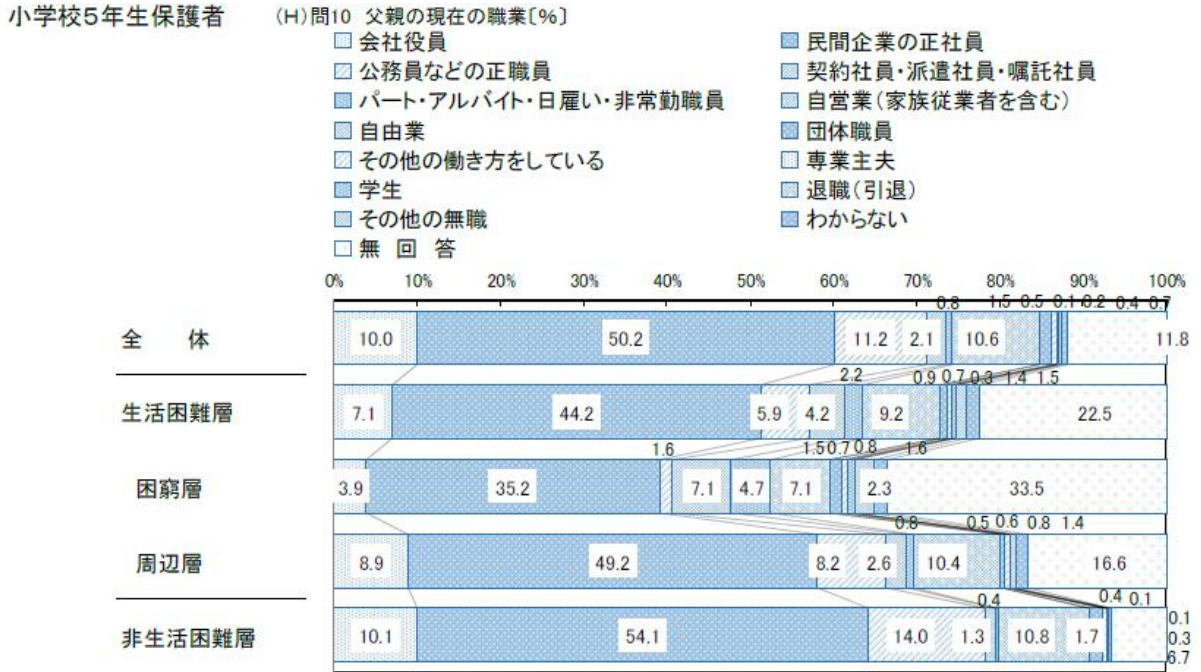 小学校5年生保護者 (H)問10 父親の現在の職業〔%〕
会社役員 民間企業の正社員
公務員などの正職員 契約社員・派遣社員・嘱託社員
パート・アルバイト・日雇い・非常勤職員 自営業(家族従業者を含む)
自由業 団体職員
その他の働き方をしている 専業主夫
学生 退職(引退)
その他の無職 わからない
無 回 答
0% 10% 20% 30% 40% 50% 60% 70% 80% 90% 100%
0.8 1.5 0.5 0.1 0.2 0.4 0.7
全 体 10.0 50.2 11.2 2.1 10.6 11.8
2.2 0.9 0.7 0.3 1.4 1.5
生活困難層 7.1 44.2 5.9 4.2 9.2 22.5
1.6 1.5 0.7 0.8 1.6
困窮層 3.9 35.2 7.1 4.7 7.1 2.3 33.5
0.8 0.5 0.6 0.8 1.4
周辺層 8.9 49.2 8.2 2.6 10.4 16.6
0.4 0.4 0.1
非生活困難層 10.1 54.1 14.0 1.3 10.8 1.7 0.1
0.3
6.7